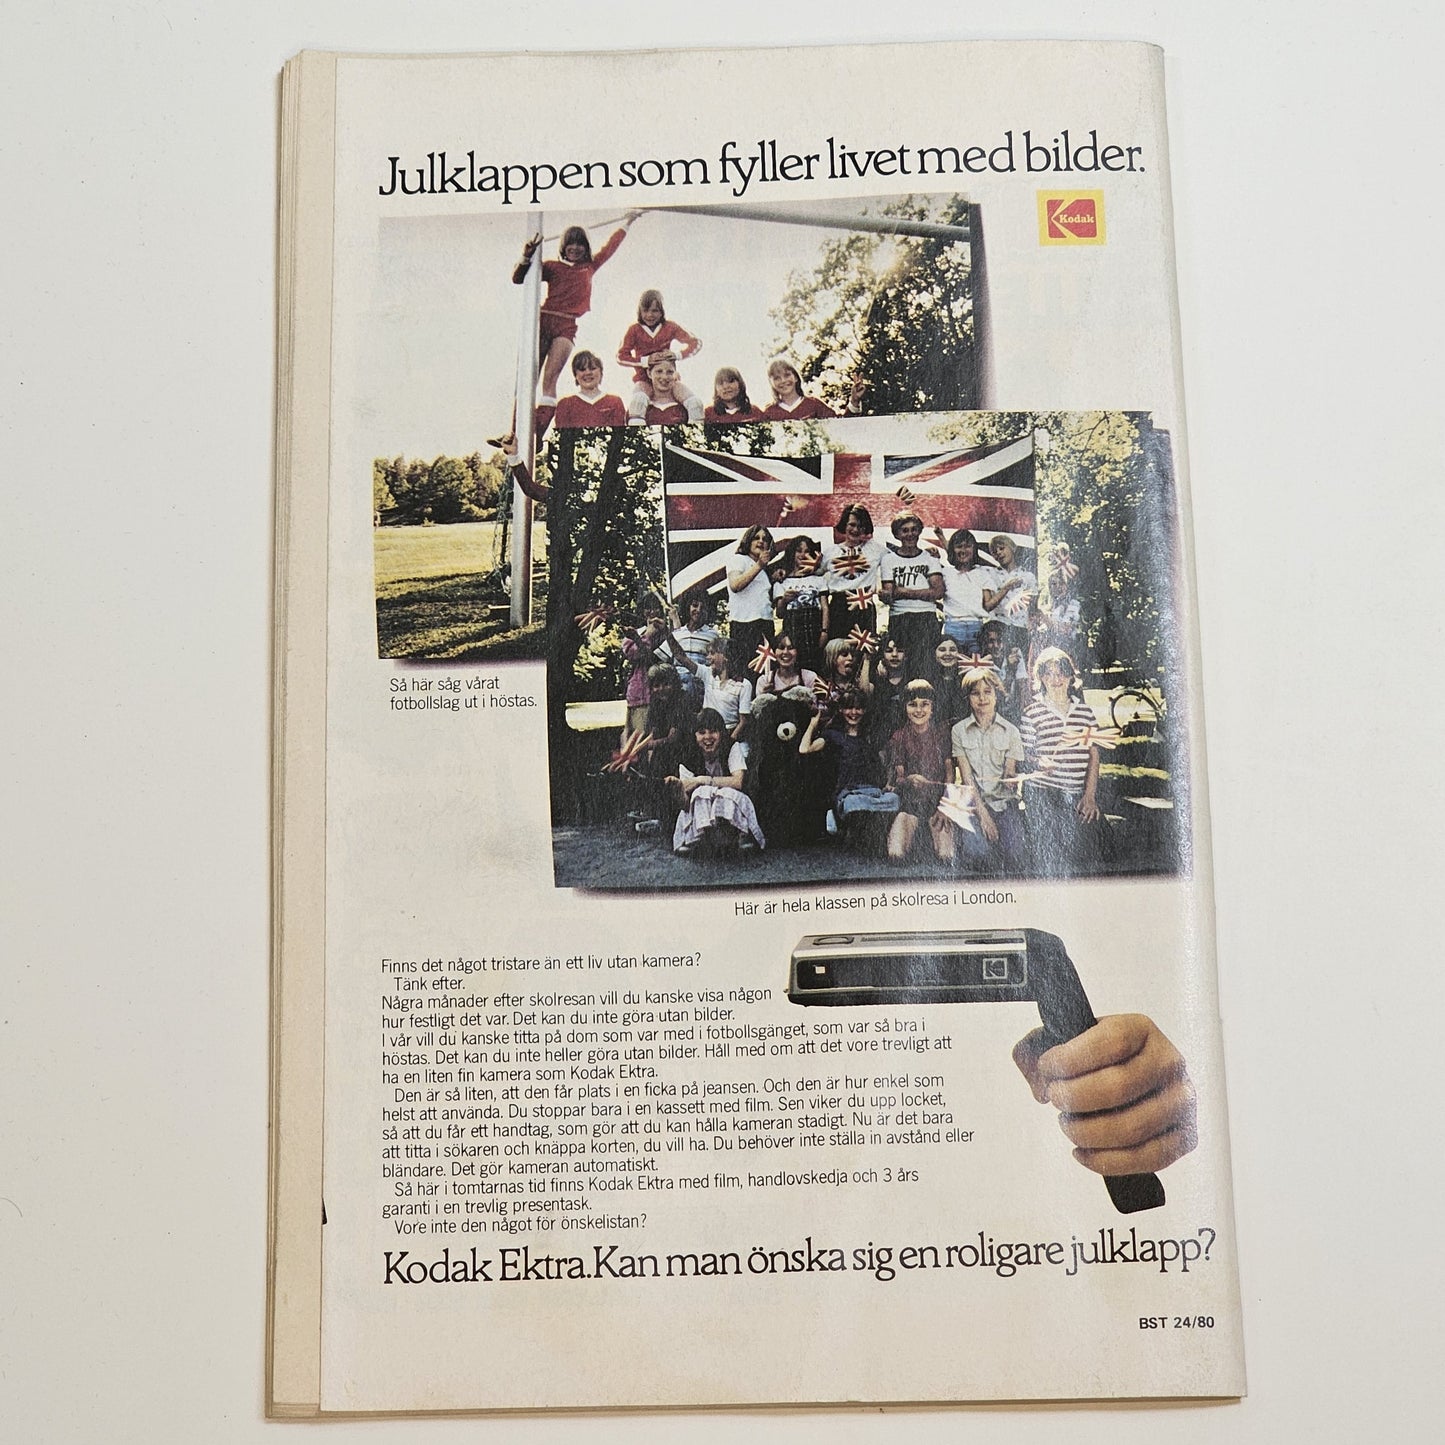 Julklappen som fyller livet med bilder.
Kodak
NEW YORK
CITY
Så här såg vårat
fotbollslag ut i höstas.
Här är hela klassen på skolresa i London.
Finns det något tristare än ett liv utan kamera?
Tänk efter.
Några månader efter skolresan vill du kanske visa någon
hur festligt det var. Det kan du inte göra utan bilder.
I vår vill du kanske titta på dom som var med i fotbollsgänget, som var så bra i
höstas. Det kan du inte heller göra utan bilder. Håll med om att det vore trevligt att
ha en liten fin kamera som Kodak Ektra.
Den är så liten, att den får plats i en ficka på jeansen. Och den är hur enkel som
helst att använda. Du stoppar bara i en kassett med film. Sen viker du upp locket,
så att du får ett handtag, som gör att du kan hålla kameran stadigt. Nu är det bara
att titta i sökaren och knäppa korten, du vill ha. Du behöver inte ställa in avstånd eller
bländare. Det gör kameran automatiskt.
Så här i tomtarnas tid finns Kodak Ektra med film, handlovskedja och 3 års
garanti i en trevlig presentask.
Vore inte den något för önskelistan?
Kodak Ektra. Kan man önska sig en roligare julklapp?
BST 24/80